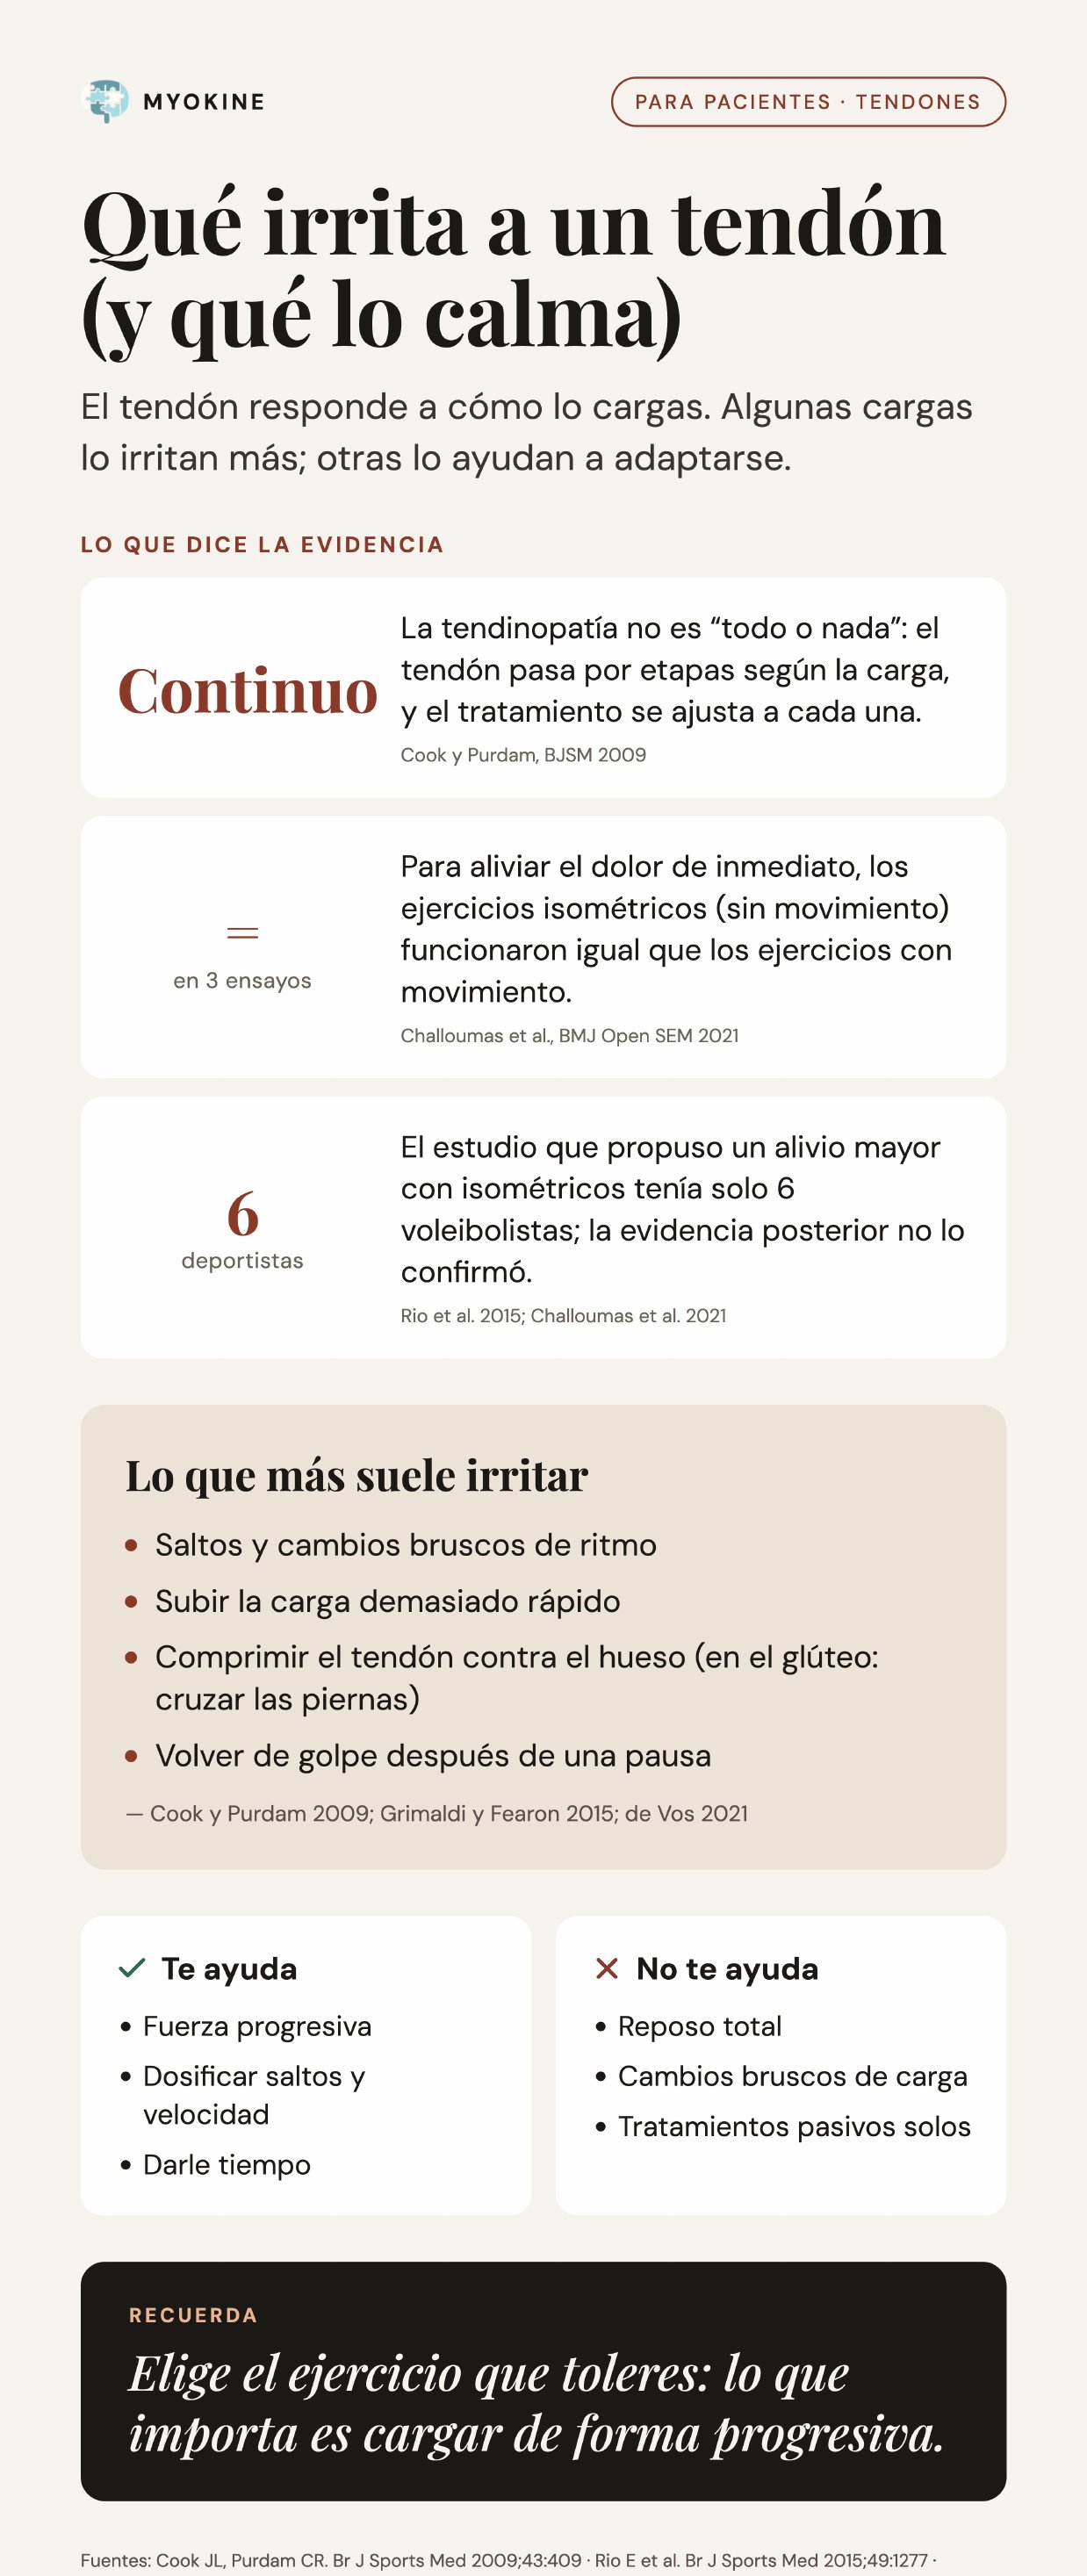 MYOKINE
PARA PACIENTES · TENDONES
Qué irrita a un tendón
(y qué lo calma)
El tendón responde a cómo lo cargas. Algunas cargas
lo irritan más; otras lo ayudan a adaptarse.
LO QUE DICE LA EVIDENCIA
Continuo
La tendinopatía no es “todo o nada”: el
tendón pasa por etapas según la carga,
y el tratamiento se ajusta a cada una.
Cook y Purdam, BJSM 2009
=
en 3 ensayos
Para aliviar el dolor de inmediato, los
ejercicios isométricos (sin movimiento)
funcionaron igual que los ejercicios con
movimiento.
Challoumas et al., BMJ Open SEM 2021
6
deportistas
El estudio que propuso un alivio mayor
con isométricos tenía solo 6
voleibolistas; la evidencia posterior no lo
confirmó.
Rio et al. 2015; Challoumas et al. 2021
Lo que más suele irritar
• Saltos y cambios bruscos de ritmo
• Subir la carga demasiado rápido
• Comprimir el tendón contra el hueso (en el glúteo:
cruzar las piernas)
• Volver de golpe después de una pausa
— Cook y Purdam 2009; Grimaldi y Fearon 2015; de Vos 2021
✓ Te ayuda
• Fuerza progresiva
• Dosificar saltos y
velocidad
• Darle tiempo
✕ No te ayuda
• Reposo total
• Cambios bruscos de carga
• Tratamientos pasivos solos
RECUERDA
Elige el ejercicio que toleres: lo que
importa es cargar de forma progresiva.
Fuentes: Cook JL, Purdam CR. Br J Sports Med 2009;43:409 · Rio E et al. Br J Sports Med 2015;49:1277 ·